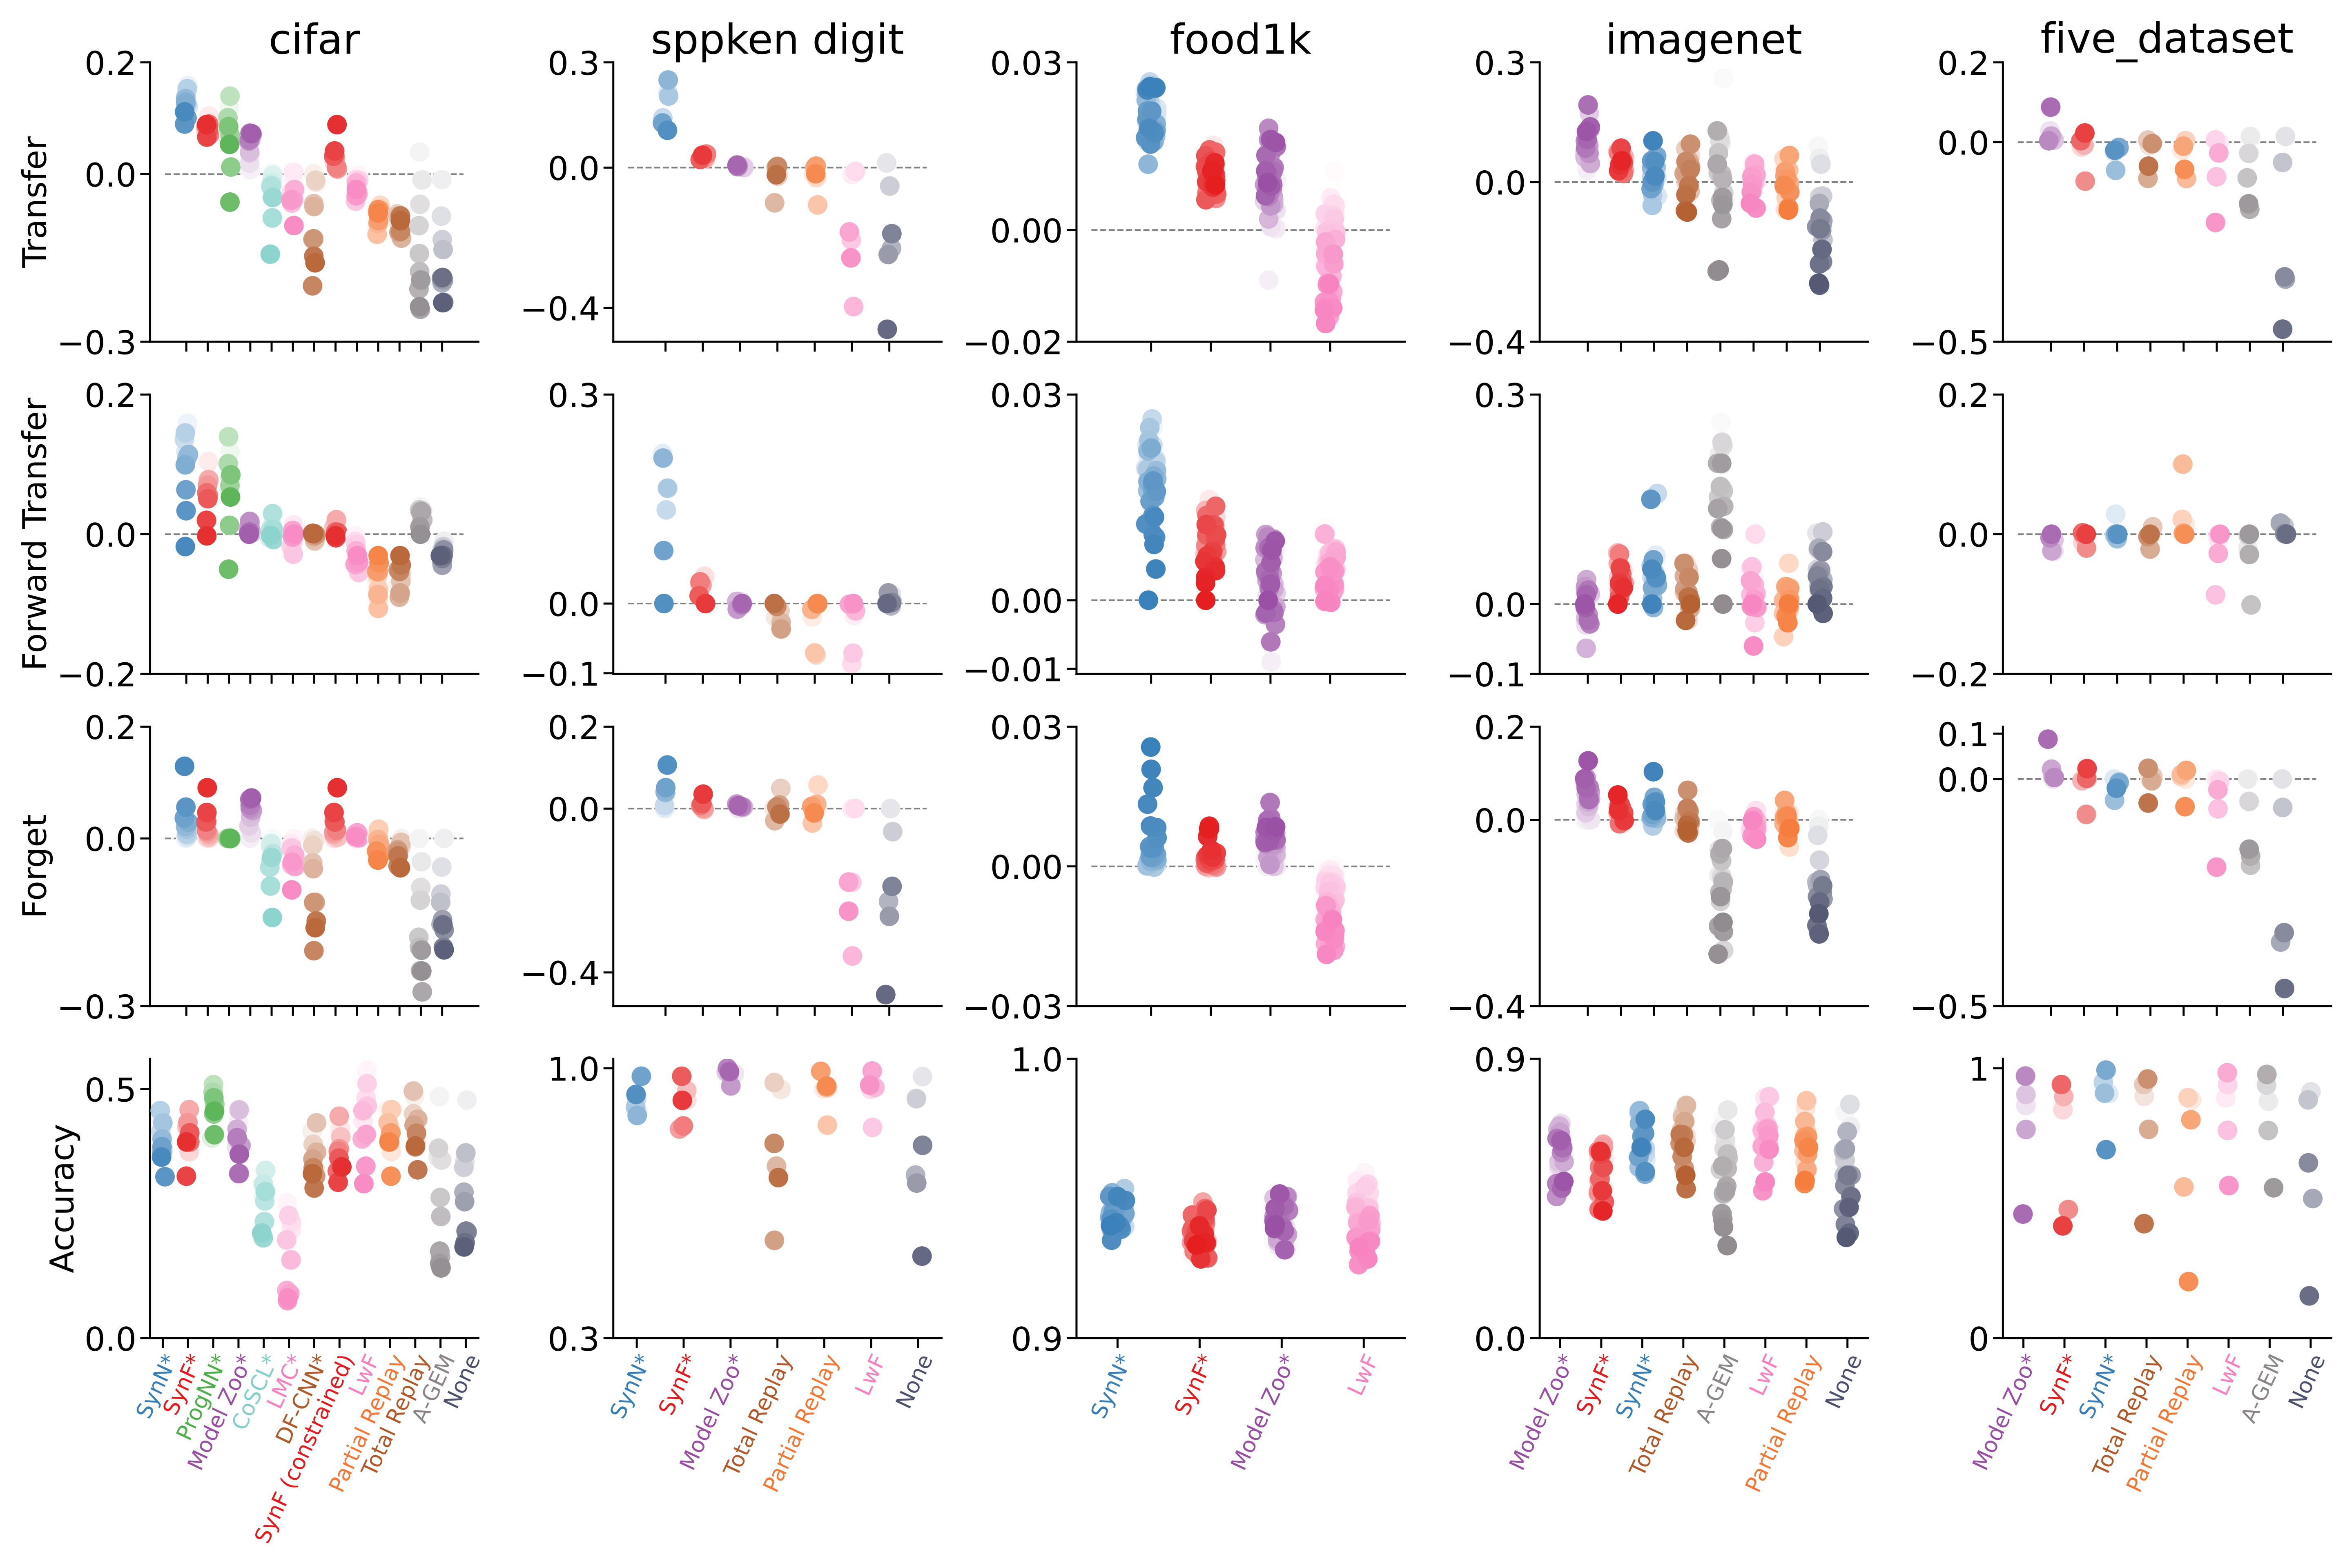 cifar
sppken digit
food1k
imagenet
five_dataset
Transfer
0.2
0.0
−0.3
0.3
0.0
−0.4
0.03
0.00
−0.02
0.3
0.0
−0.4
0.2
0.0
−0.5
Forward Transfer
0.2
0.0
−0.2
0.3
0.0
−0.1
0.03
0.00
−0.01
0.3
0.0
−0.1
0.2
0.0
−0.2
Forget
0.2
0.0
−0.3
0.2
0.0
−0.4
0.03
0.00
−0.03
0.2
0.0
−0.4
0.1
0.0
−0.5
Accuracy
0.5
0.0
1.0
0.3
1.0
0.9
0.9
0.0
1
0
SynN*
SynF*
ProgNN*
Model Zoo*
CoSCL*
LMC*
DF-CNN*
SynF (constrained)
LwF
Partial Replay
Total Replay
A-GEM
None
SynN*
SynF*
Model Zoo*
Total Replay
Partial Replay
LwF
None
SynN*
SynF*
Model Zoo*
LwF
Model Zoo*
SynF*
SynN*
Total Replay
A-GEM
LwF
Partial Replay
None
Model Zoo*
SynF*
SynN*
Total Replay
Partial Replay
LwF
A-GEM
None